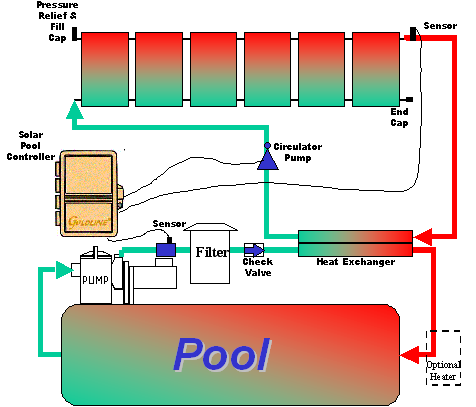 Pressure
Relief &
Fill
Cap
Sensor
End
Cap
Solar
Pool
Controller
Circulator
Pump
GOLDLINE
Sensor
Filter
Check
Valve
Heat Exchanger
PUMP
Pool
Optional
Heater